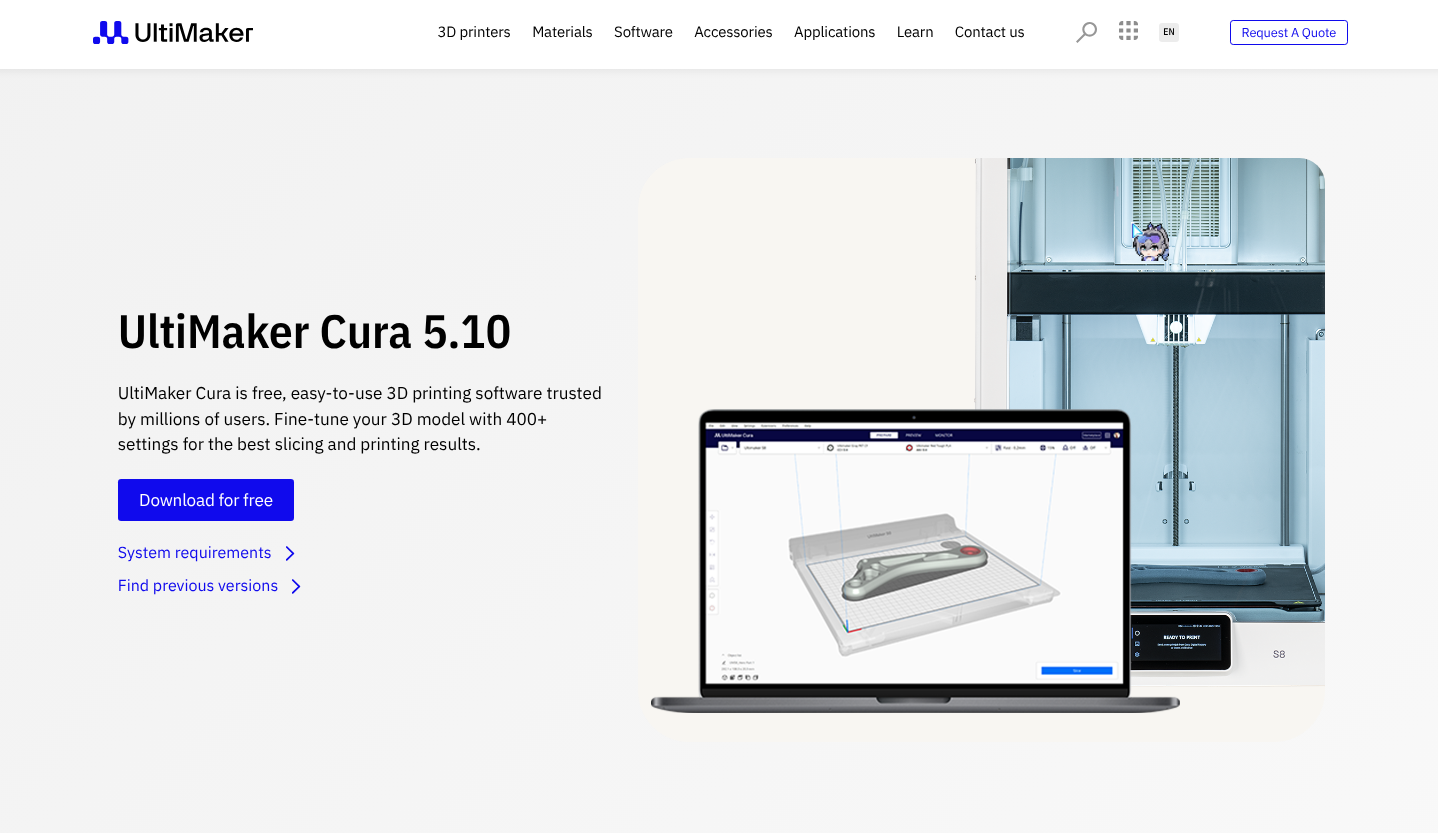 UltiMaker
3D printers
Materials
Software
Accessories
Applications
Learn
Contact us
EN
Request A Quote
UltiMaker Cura 5.10
UltiMaker Cura is free, easy-to-use 3D printing software trusted
by millions of users. Fine-tune your 3D model with 400+
settings for the best slicing and printing results.
Download for free
System requirements
Find previous versions
UltiMaker Cura
PREPARE
PREVIEW
MONITOR
READY TO PRINT
S8